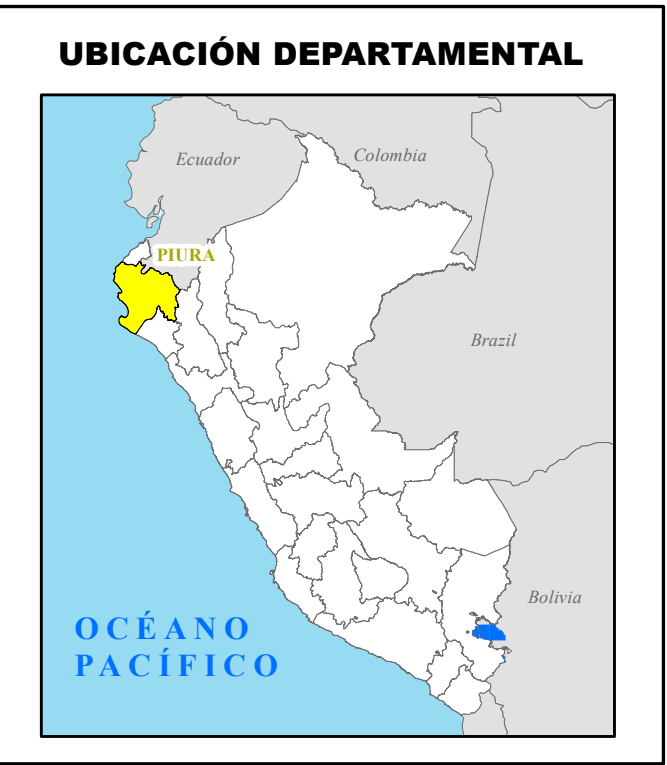 UBICACIÓN DEPARTAMENTAL
Ecuador
Colombia
PIURA
Brazil
Bolivia
OCÉANO
PACÍFICO